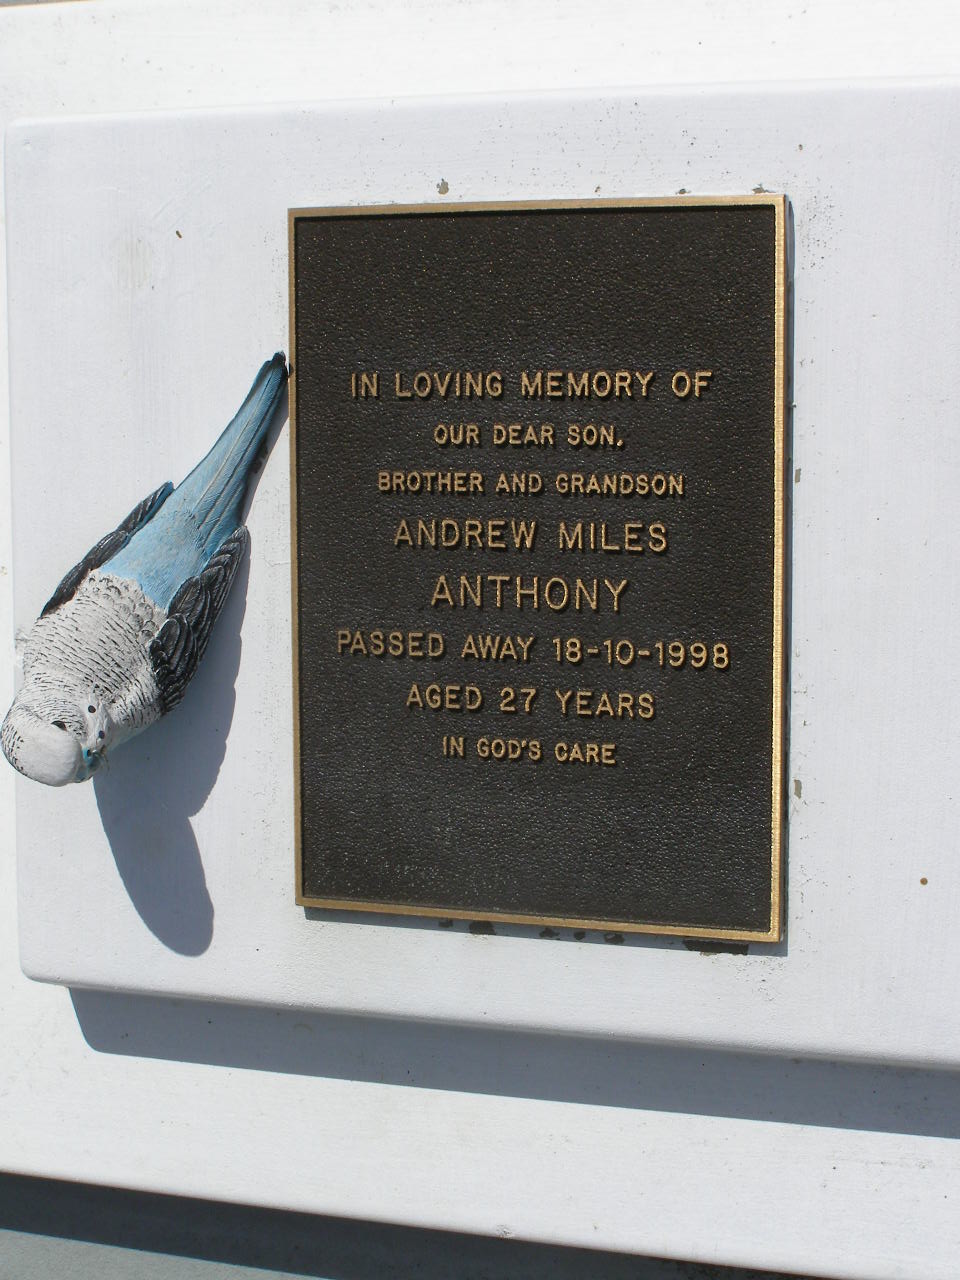 IN LOVING MEMORY OF
OUR DEAR SON,
BROTHER AND GRANDSON
ANDREW MILES
ANTHONY
PASSED AWAY 18-10-1998
AGED 27 YEARS
IN GOD'S CARE